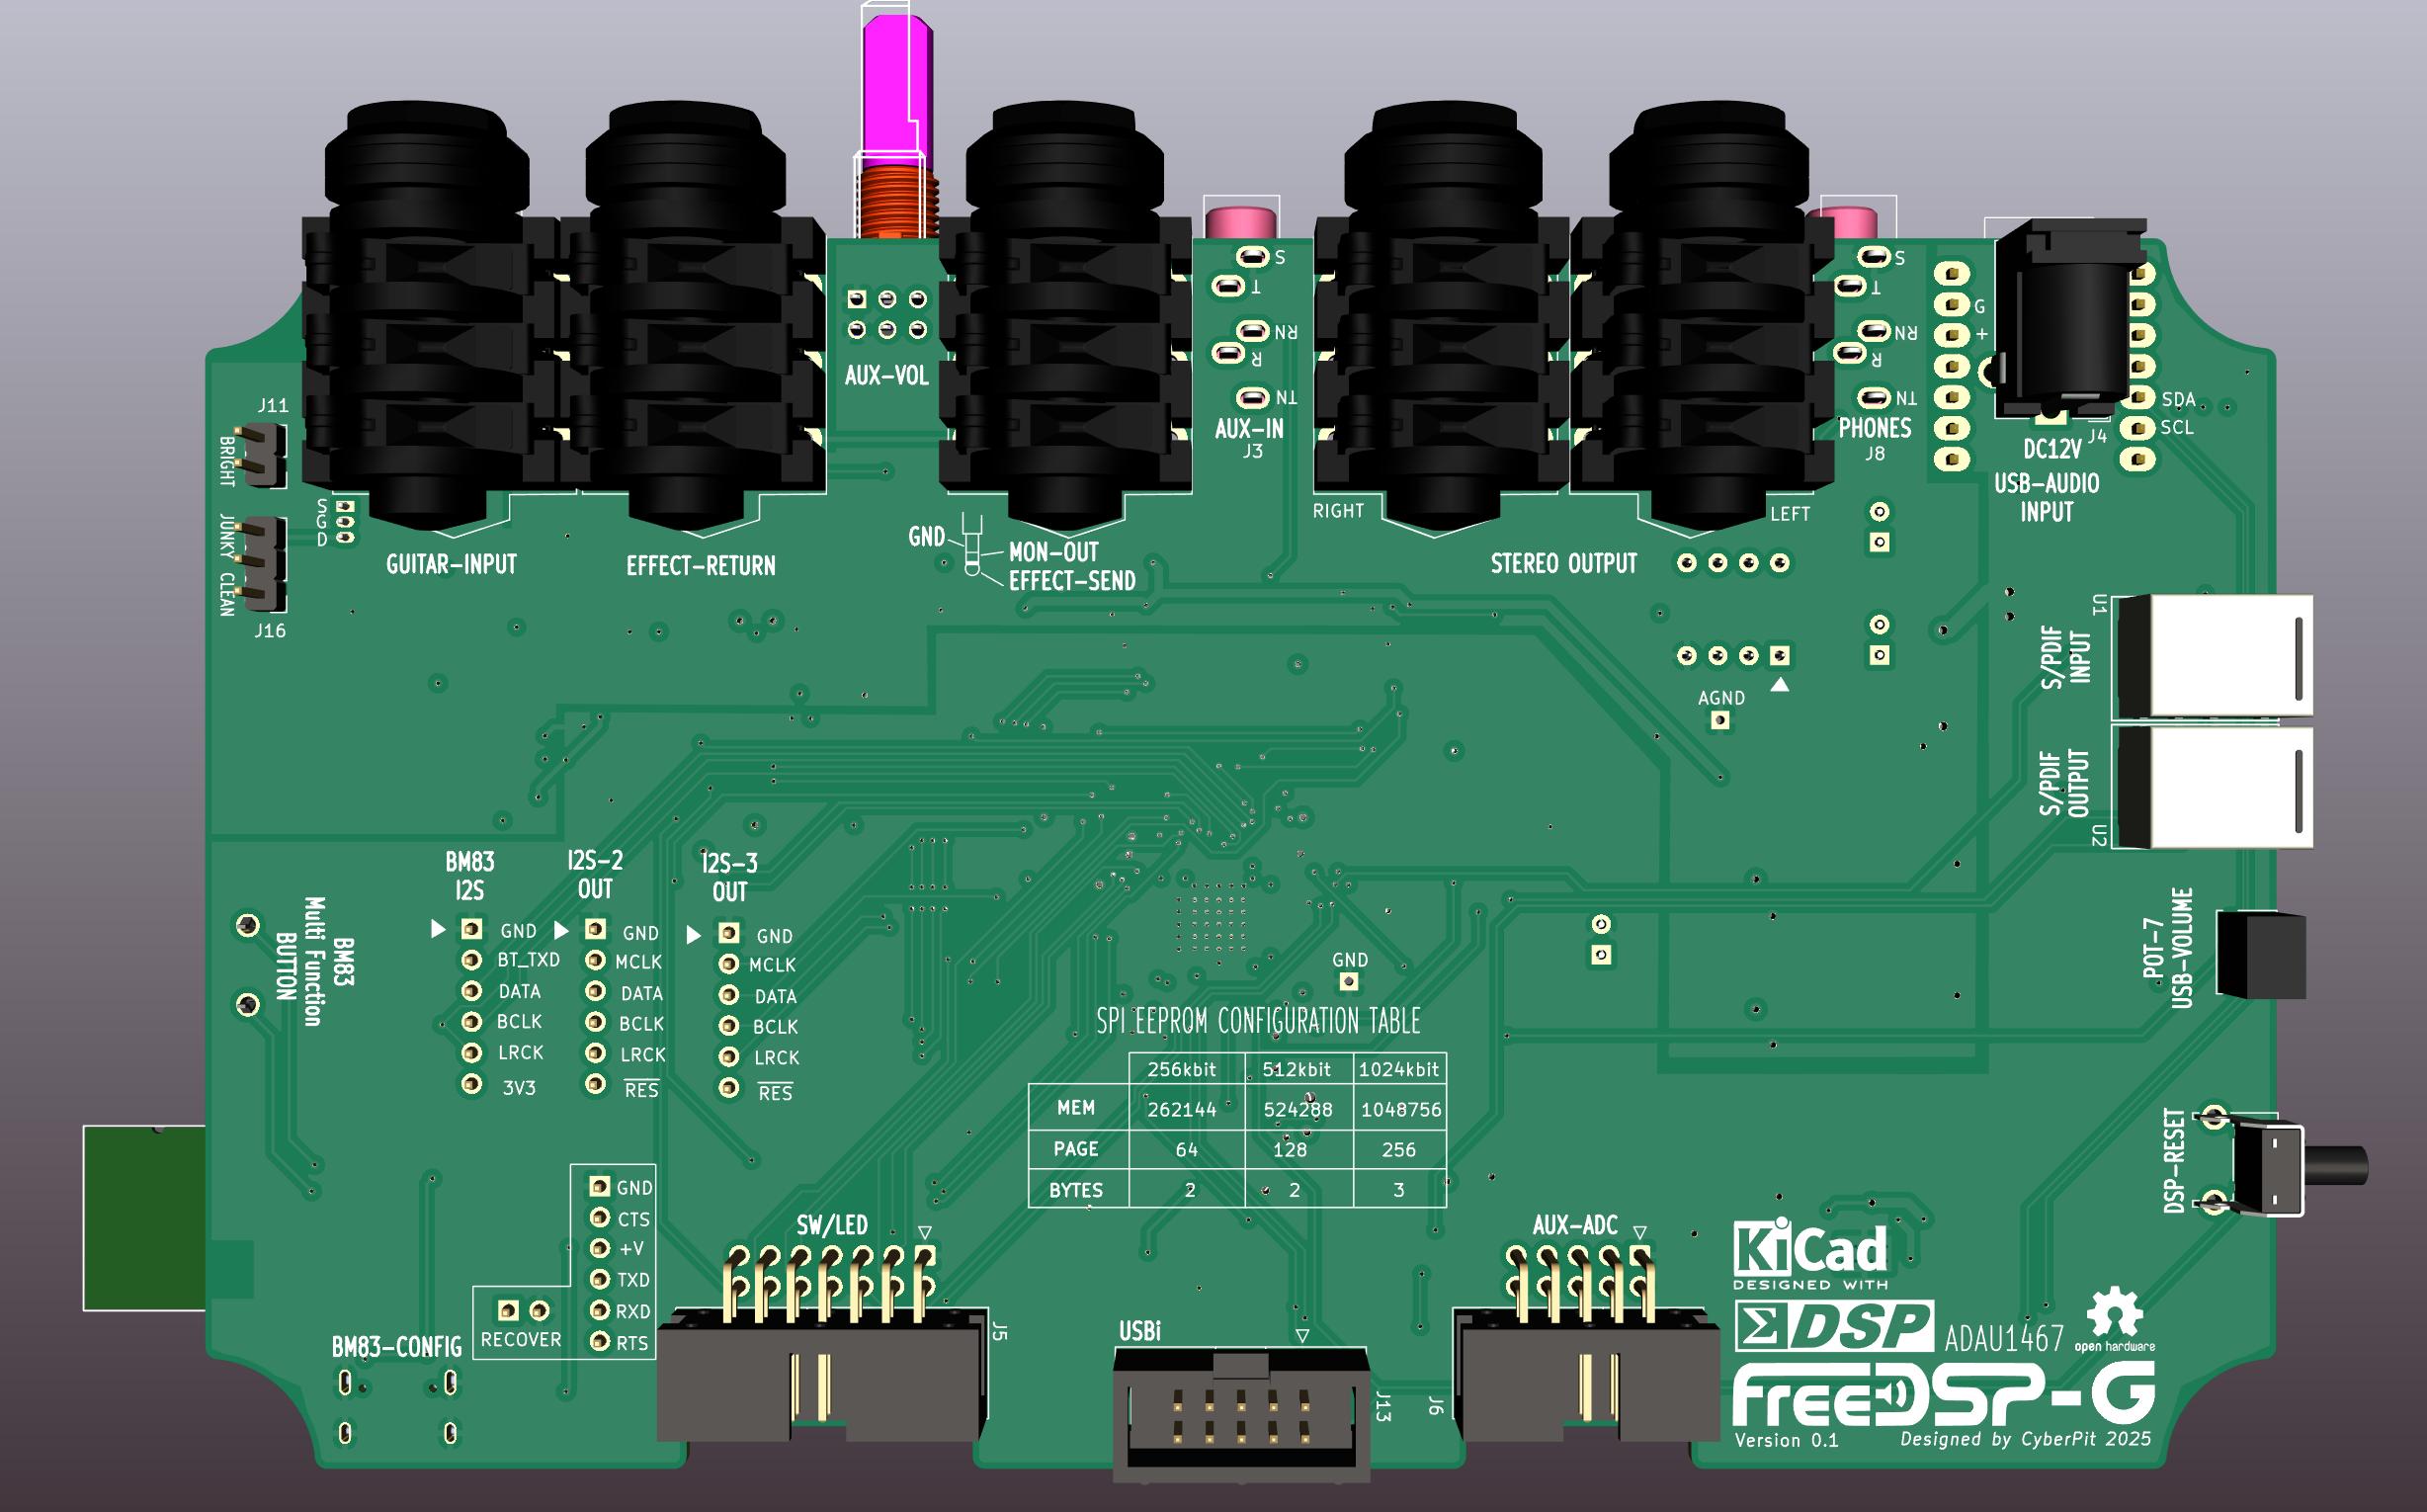 S
T
RN
R
TN
AUX-IN
J3
AUX-VOL
S
T
RN
R
TN
PHONES
J8
G
+
SDA
SCL
J4
DC12V
USB-AUDIO
INPUT
J11
BRIGHT
S
G
D
JUNKY CLEAN
J16
GUITAR-INPUT
EFFECT-RETURN
GND
MON-OUT
EFFECT-SEND
RIGHT
LEFT
STEREO OUTPUT
AGND
U1
S/PDIF
INPUT
S/PDIF
OUTPUT
U2
BM83
I2S
GND
BT_TXD
DATA
BCLK
LRCK
3V3
I2S-2
OUT
GND
MCLK
DATA
BCLK
LRCK
RES
I2S-3
OUT
GND
MCLK
DATA
BCLK
LRCK
RES
BM83
Multi Function
BUTTON
POT-7
USB-VOLUME
GND
SPI EEPROM CONFIGURATION TABLE
256kbit 512kbit 1024kbit
MEM 262144 524288 1048756
PAGE 64 128 256
BYTES 2 2 3
DSP-RESET
GND
CTS
+V
TXD
RXD
RTS
RECOVER
BM83-CONFIG
SW/LED
J5
USBi
J13
AUX-ADC
J6
KiCad
DESIGNED WITH
ΣDSP ADAU1467
open hardware
freeDSP-G
Version 0.1 Designed by CyberPit 2025